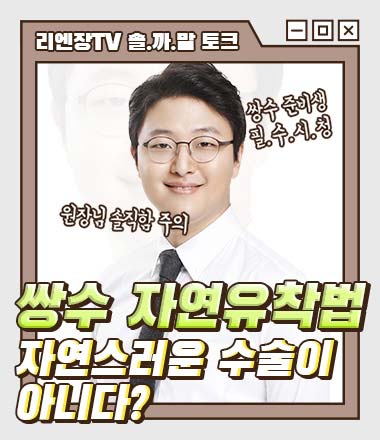 리엔장TV 솔.까.말 토크
쌍수 준비생
필.수.시.청
원장님 솔직함 주의
쌍수 자연유착법
자연스러운 수술이
아니다?